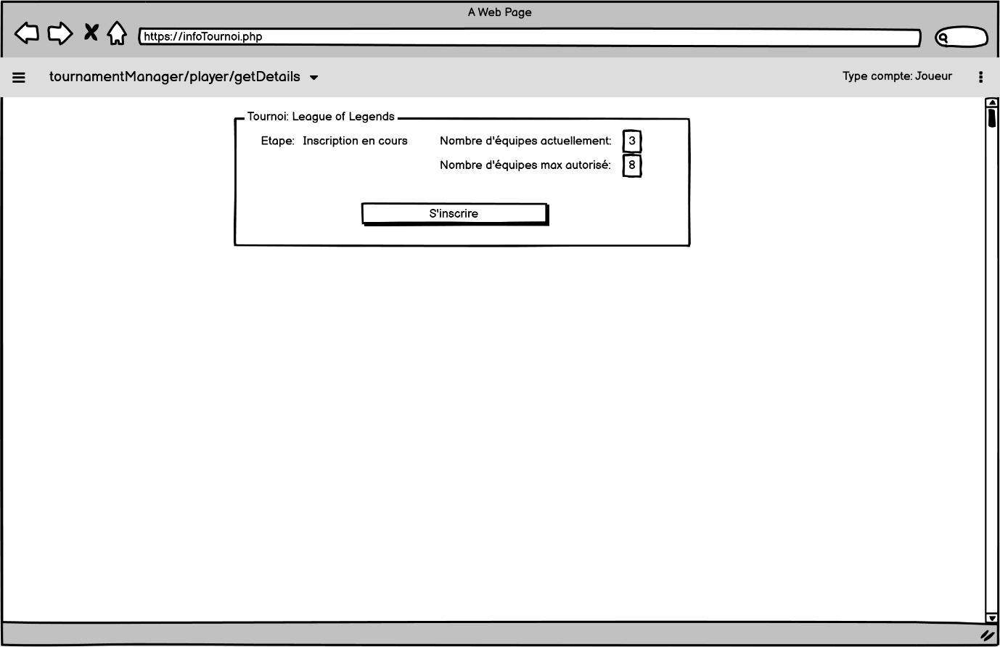 A Web Page
https://infoTournoi.php
tournamentManager/player/getDetails
Type compte: Joueur
Tournoi: League of Legends
Etape: Inscription en cours
Nombre d'équipes actuellement: 3
Nombre d'équipes max autorisé: 8
S'inscrire